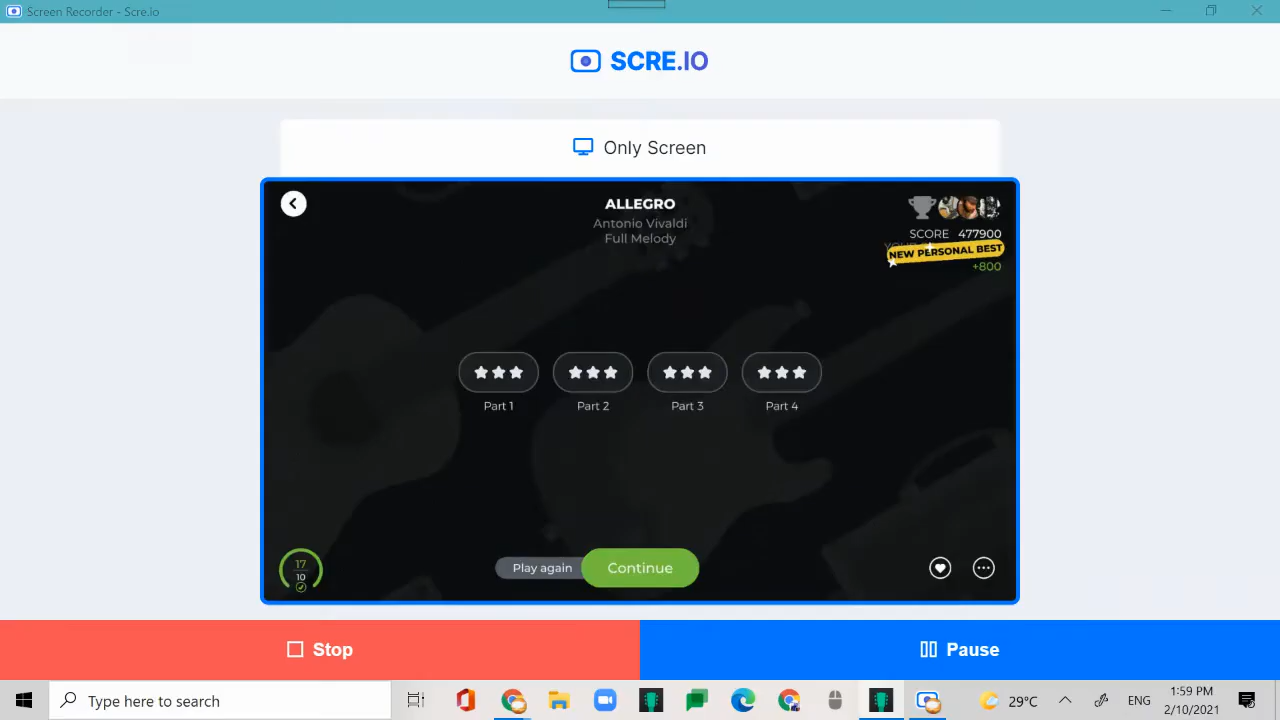 Screen Recorder - Scre.io
SCRE.IO
Only Screen
ALLEGRO
Antonio Vivaldi
Full Melody
SCORE 477900
NEW PERSONAL BEST
+800
Part 1
Part 2
Part 3
Part 4
17
10
Play again
Continue
Stop
Pause
Type here to search
29°C
ENG
1:59 PM
2/10/2021